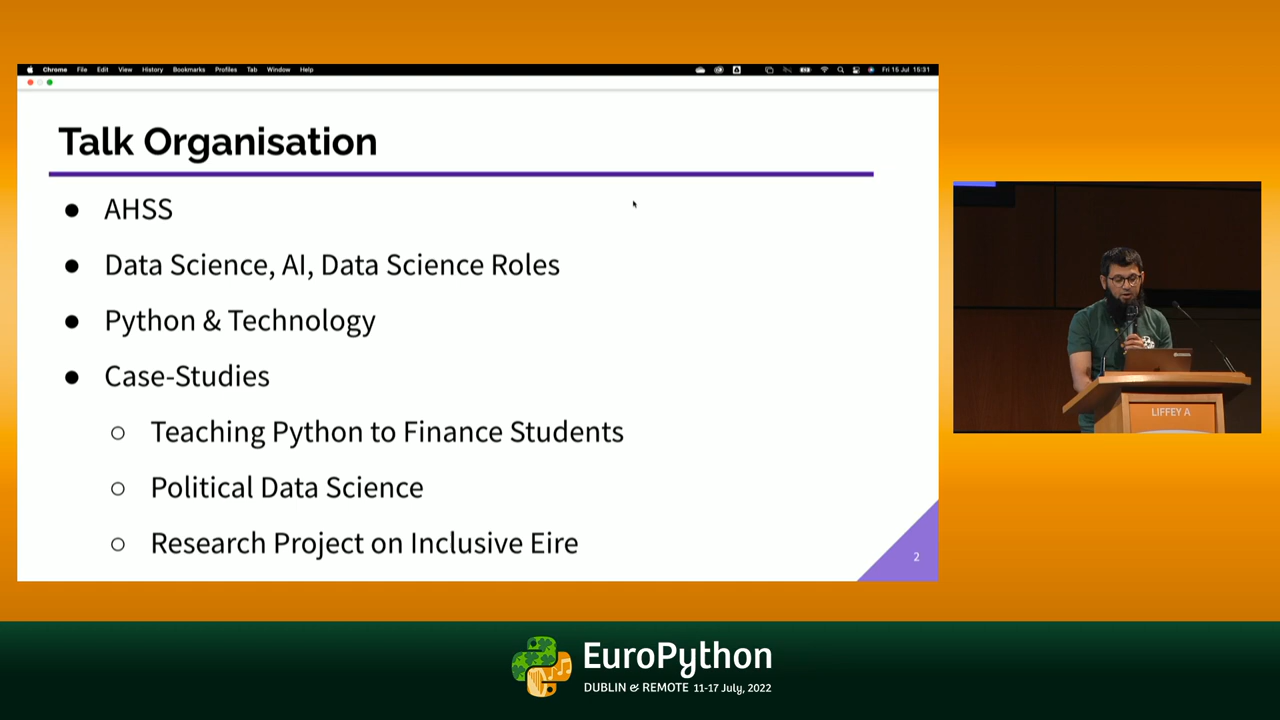 Chrome File Edit View History Bookmarks Profiles Tab Window Help
Fri 15 Jul 15:31
Talk Organisation
● AHSS
● Data Science, AI, Data Science Roles
● Python & Technology
● Case-Studies
○ Teaching Python to Finance Students
○ Political Data Science
○ Research Project on Inclusive Eire
2
LIFFEY A
EuroPython
DUBLIN & REMOTE 11-17 July, 2022